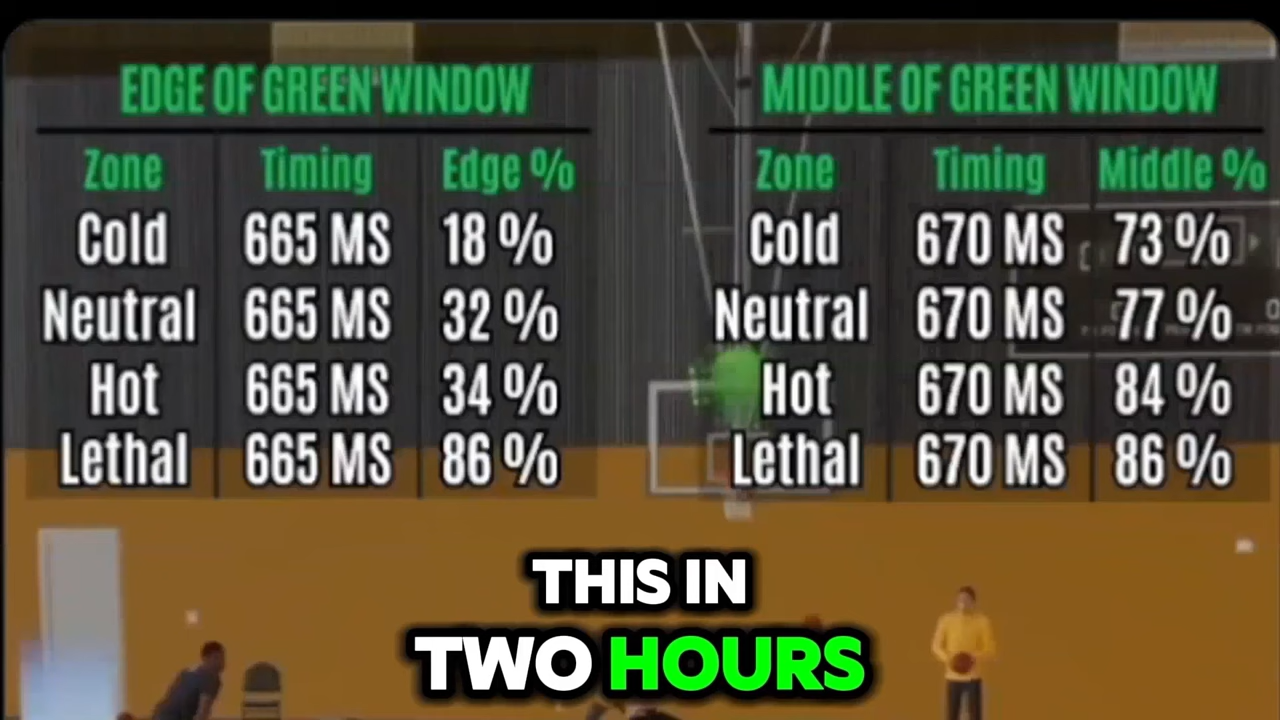 EDGE OF GREEN WINDOW
Zone Timing Edge %
Cold 665 MS 18 %
Neutral 665 MS 32 %
Hot 665 MS 34 %
Lethal 665 MS 86 %
MIDDLE OF GREEN WINDOW
Zone Timing Middle %
Cold 670 MS 73 %
Neutral 670 MS 77 %
Hot 670 MS 84 %
Lethal 670 MS 86 %
THIS IN
TWO HOURS